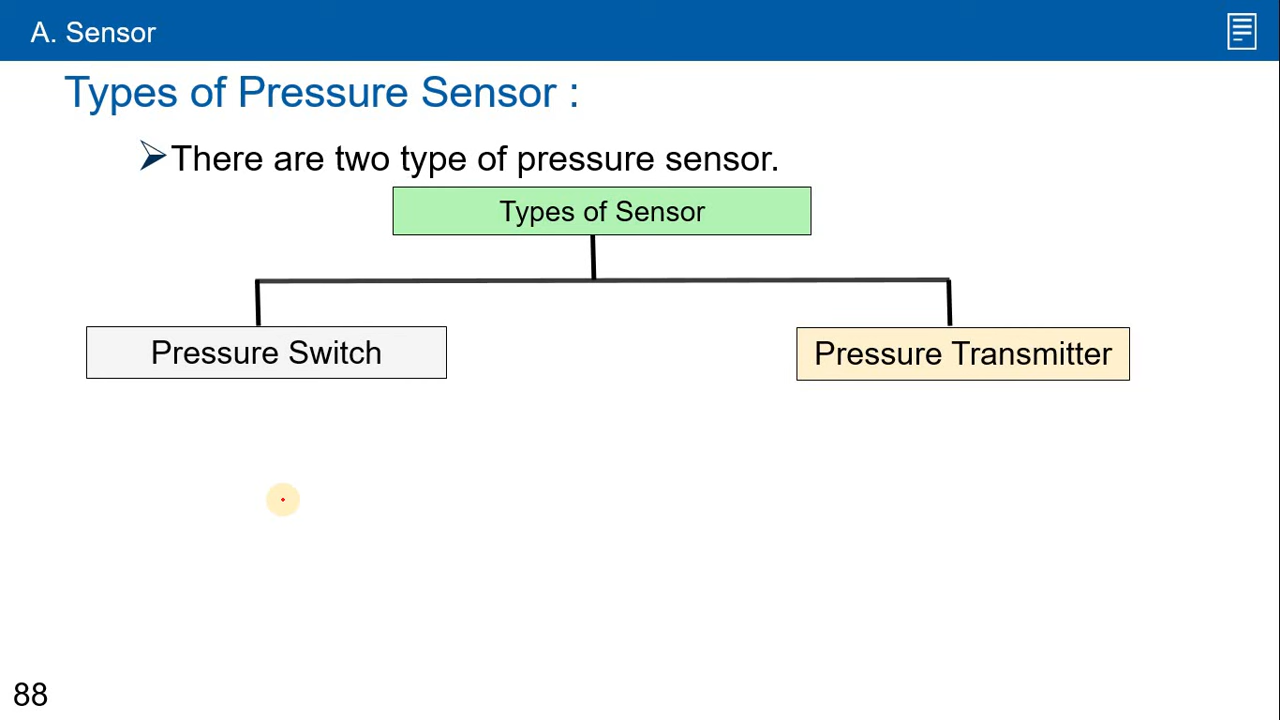 A. Sensor
Types of Pressure Sensor :
There are two type of pressure sensor.
Types of Sensor
Pressure Switch
Pressure Transmitter
88